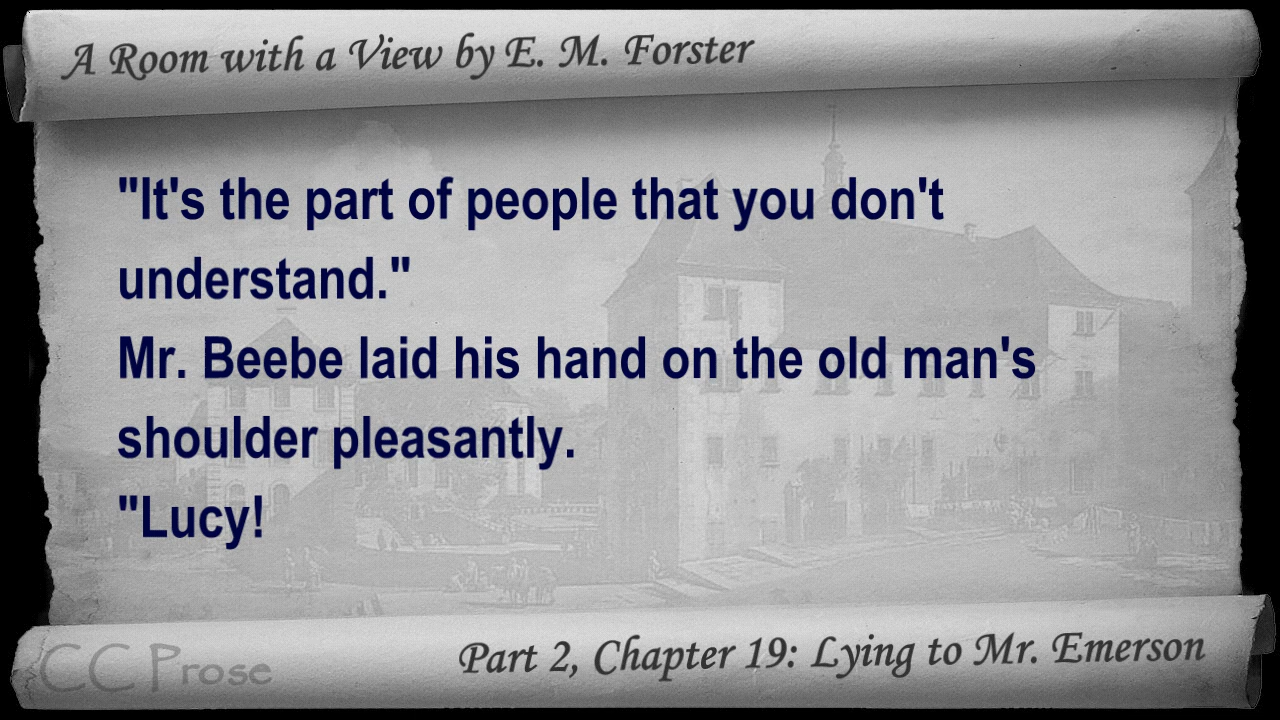 A Room with a View by E. M. Forster
"It's the part of people that you don't
understand."
Mr. Beebe laid his hand on the old man's
shoulder pleasantly.
"Lucy!
Part 2, Chapter 19: Lying to Mr. Emerson
CC Prose